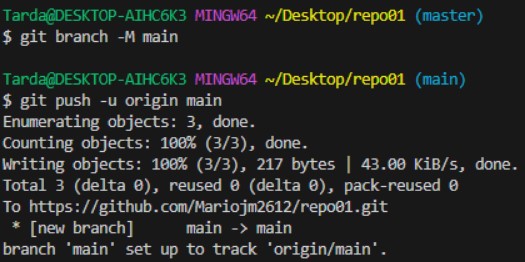 Tarda@DESKTOP-AIHC6K3 MINGW64 ~/Desktop/repo01 (master)
$ git branch -M main
Tarda@DESKTOP-AIHC6K3 MINGW64 ~/Desktop/repo01 (main)
$ git push -u origin main
Enumerating objects: 3, done.
Counting objects: 100% (3/3), done.
Writing objects: 100% (3/3), 217 bytes | 43.00 KiB/s, done.
Total 3 (delta 0), reused 0 (delta 0), pack-reused 0
To https://github.com/Mariojm2612/repo01.git
 * [new branch]      main -> main
branch 'main' set up to track 'origin/main'.